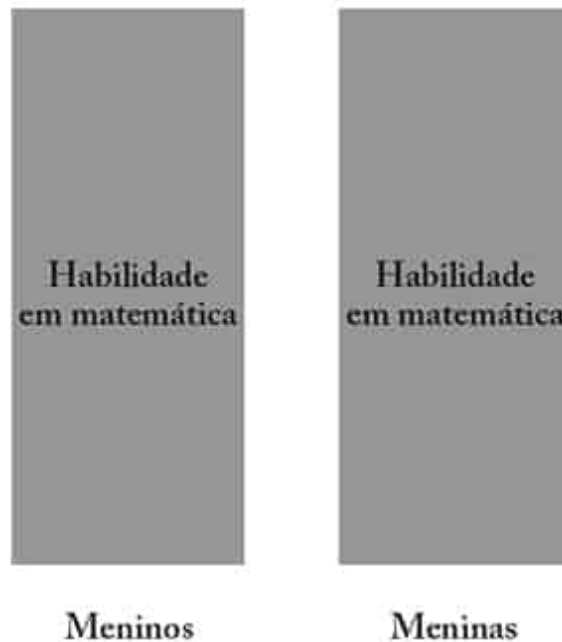 Habilidade
em matemática
Habilidade
em matemática
Meninos
Meninas